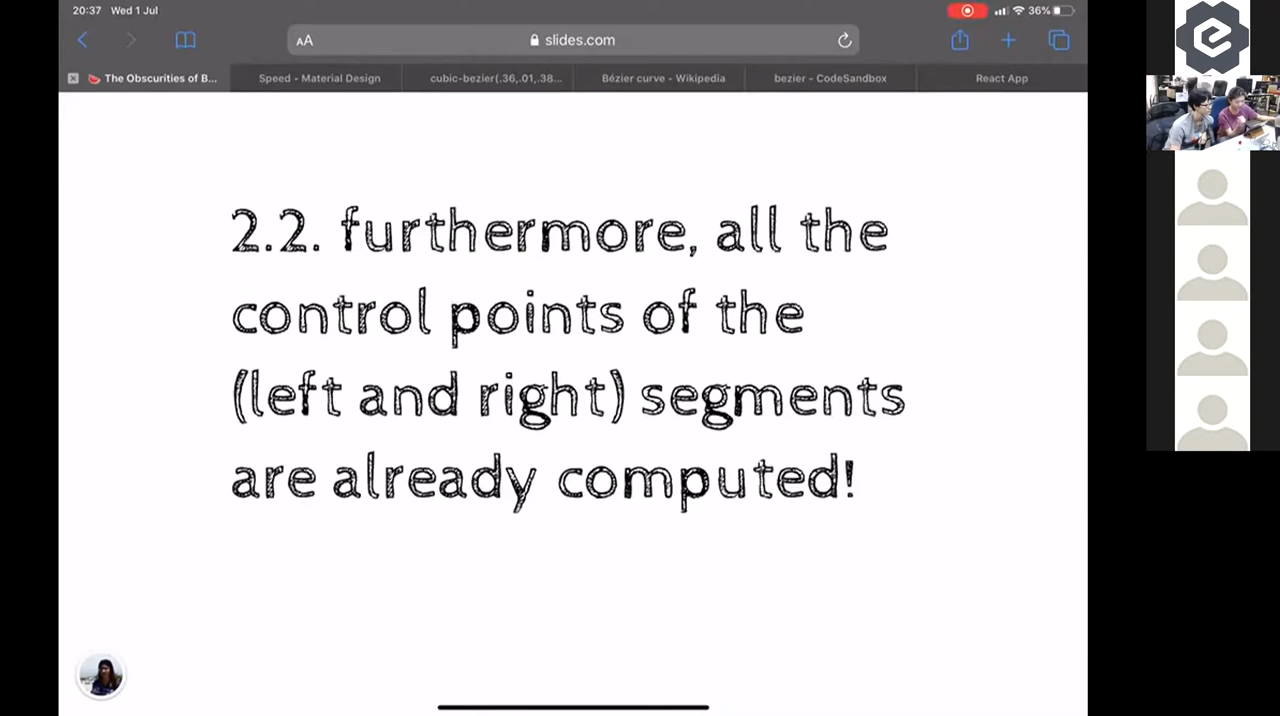 20:37 Wed 1 Jul
36%
AA
slides.com
The Obscurities of B...
Speed - Material Design
cubic-bezier(.36,.01,.38...
Bézier curve - Wikipedia
bezier - CodeSandbox
React App
2.2. furthermore, all the
control points of the
(left and right) segments
are already computed!